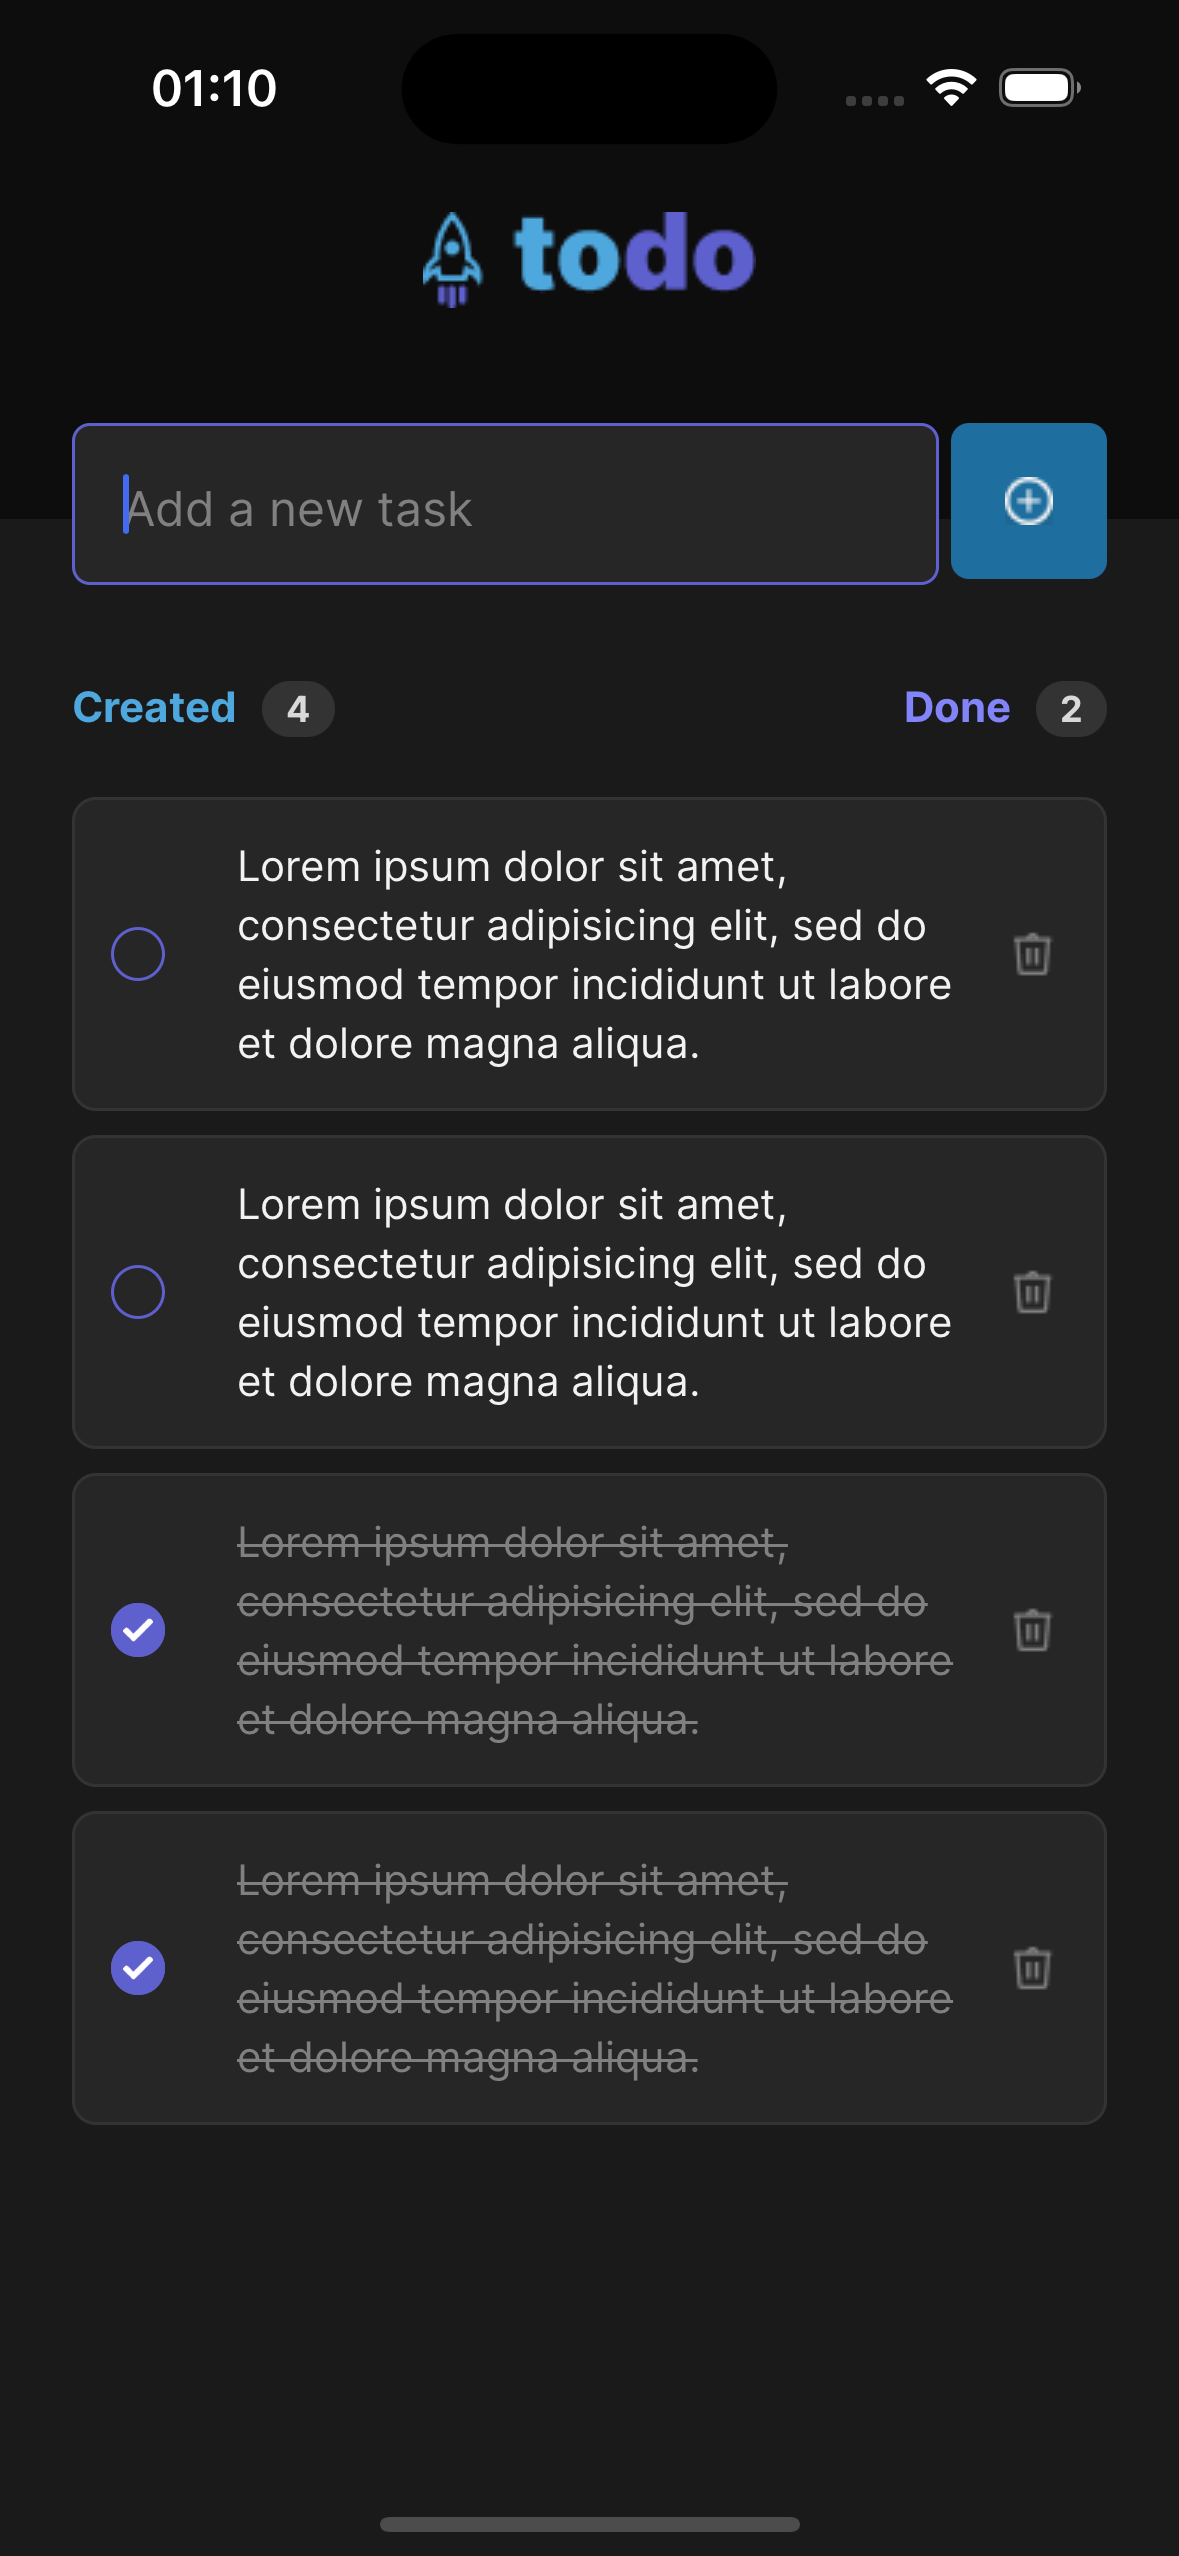 01:10
todo
Add a new task
Created 4
Done 2
Lorem ipsum dolor sit amet,
consectetur adipisicing elit, sed do
eiusmod tempor incididunt ut labore
et dolore magna aliqua.
Lorem ipsum dolor sit amet,
consectetur adipisicing elit, sed do
eiusmod tempor incididunt ut labore
et dolore magna aliqua.
Lorem ipsum dolor sit amet,
consectetur adipisicing elit, sed do
eiusmod tempor incididunt ut labore
et dolore magna aliqua.
Lorem ipsum dolor sit amet,
consectetur adipisicing elit, sed do
eiusmod tempor incididunt ut labore
et dolore magna aliqua.